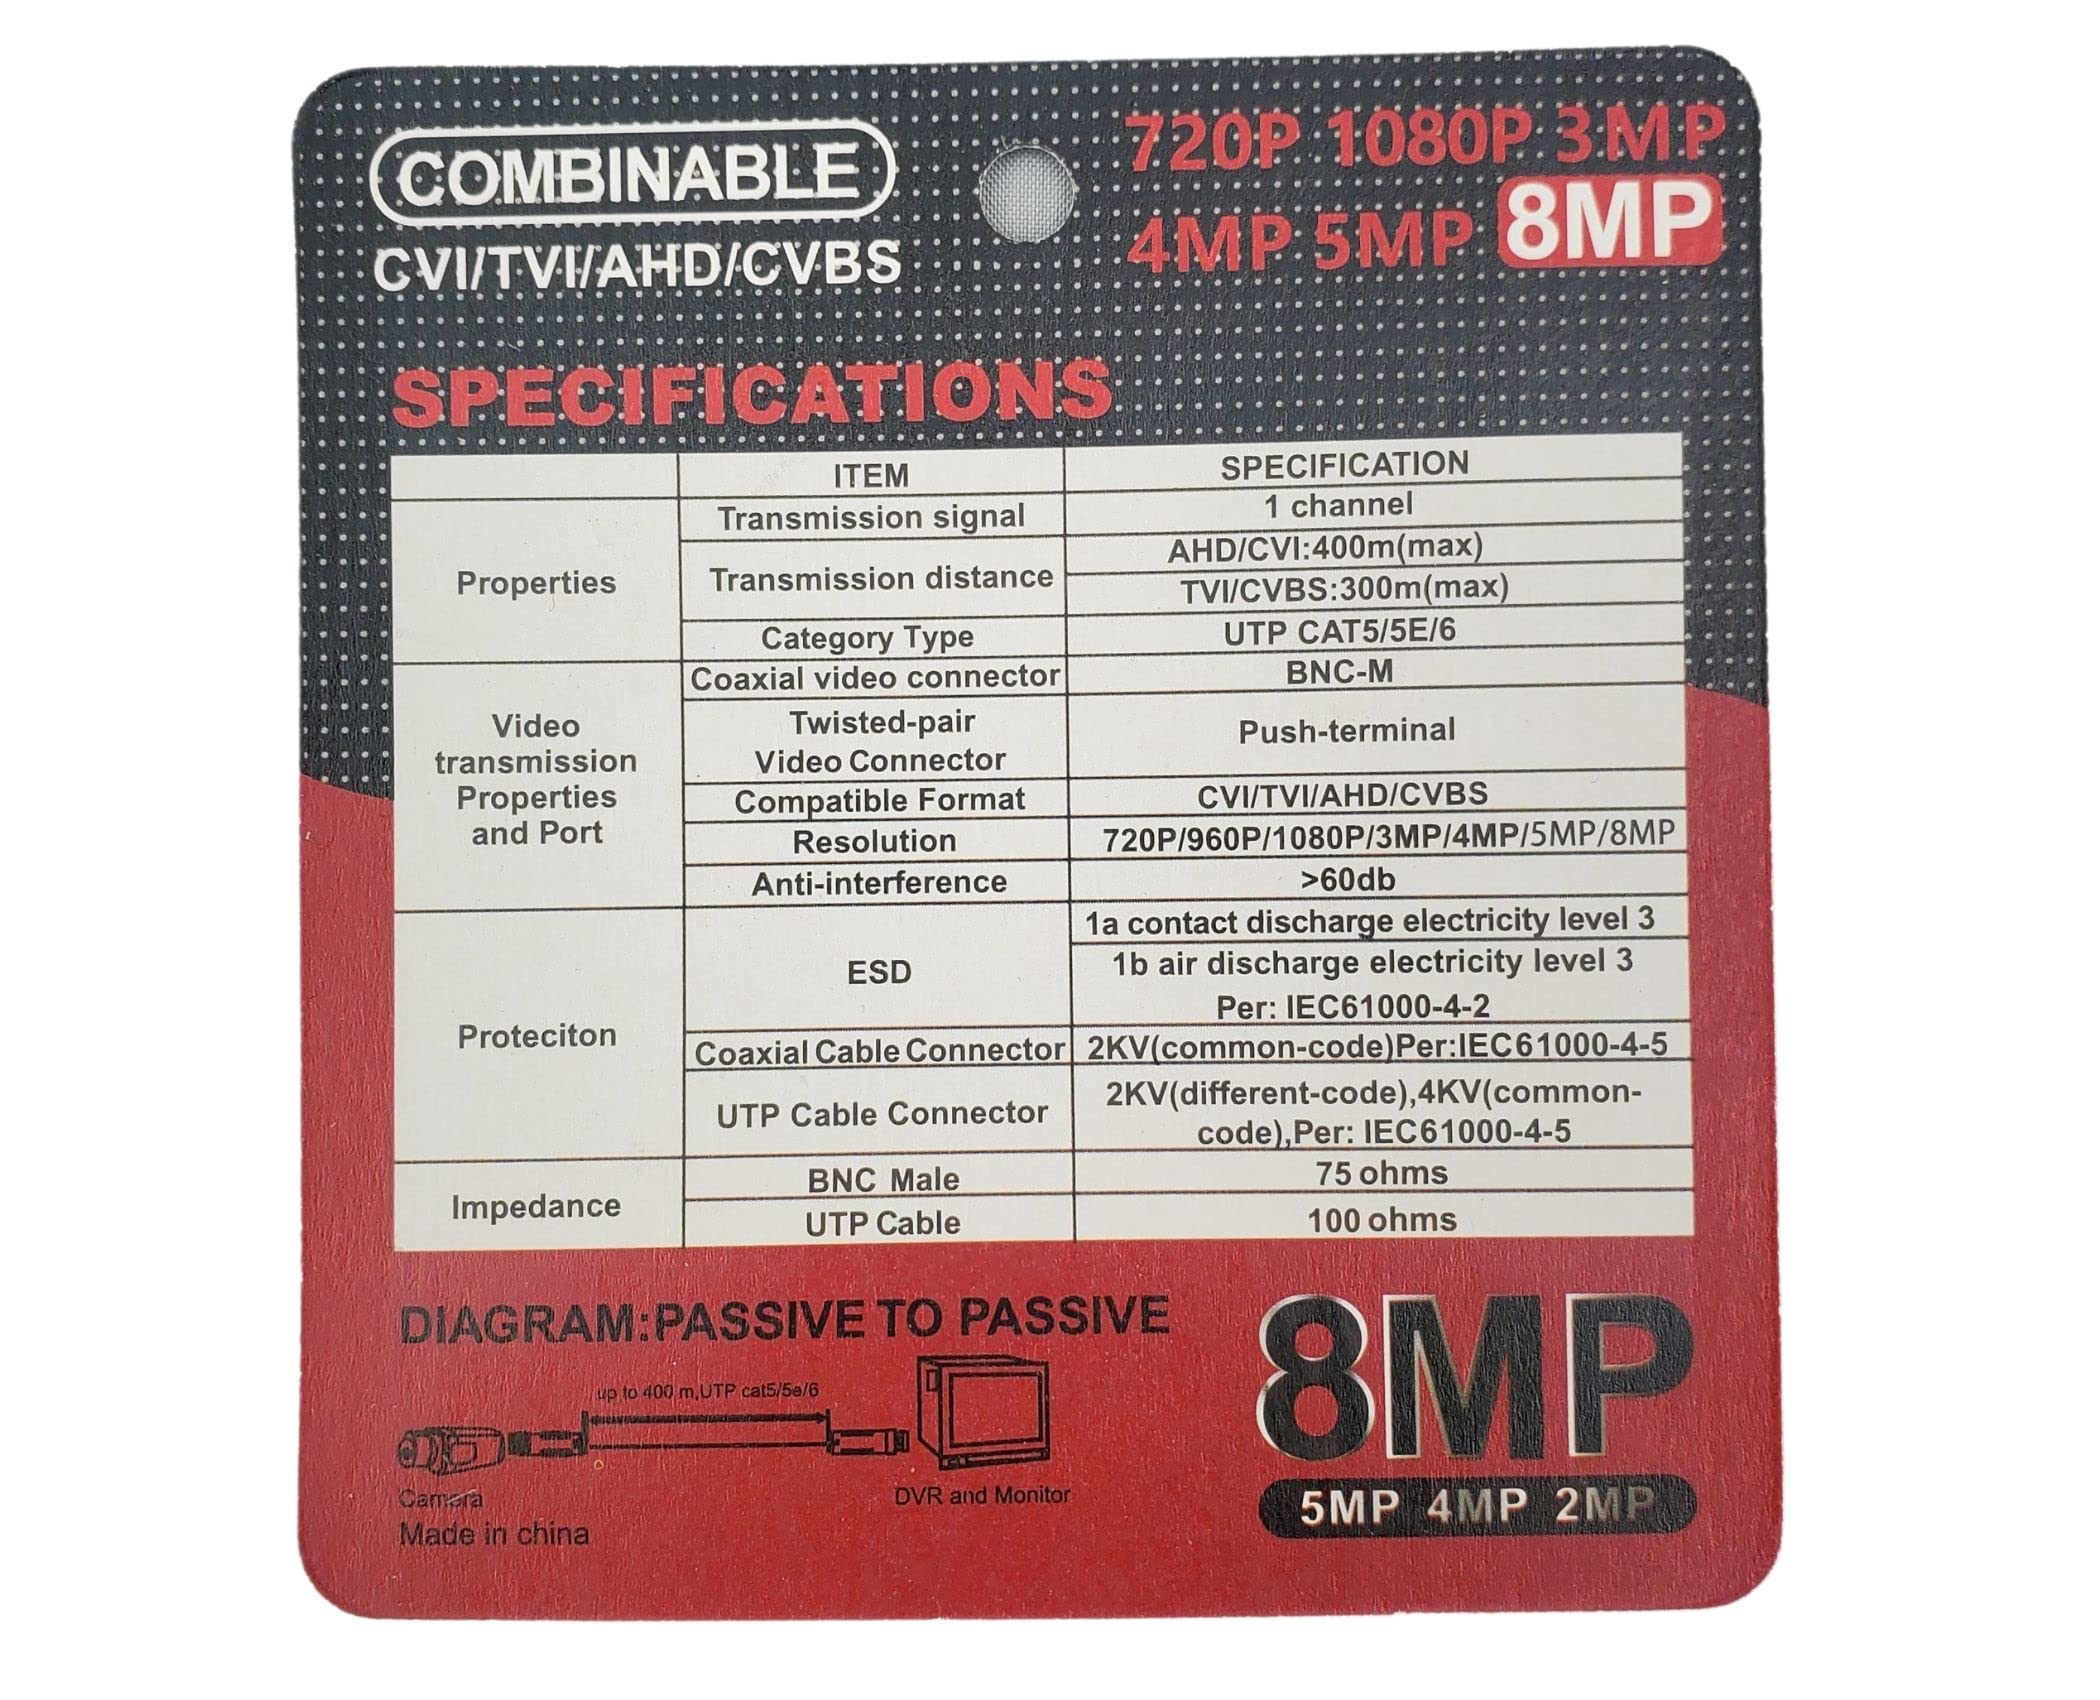 COMBINABLE
CVI/TVI/AHD/CVBS
720P 1080P 3MP
4MP 5MP 8MP
SPECIFICATIONS
ITEM SPECIFICATION
Properties
Transmission signal 1 channel
Transmission distance AHD/CVI:400m(max)
TVI/CVBS:300m(max)
Category Type UTP CAT5/5E/6
Video
transmission
Properties
and Port
Coaxial video connector BNC-M
Twisted-pair
Video Connector
Push-terminal
Compatible Format CVI/TVI/AHD/CVBS
Resolution 720P/960P/1080P/3MP/4MP/5MP/8MP
Anti-interference >60db
Proteciton
ESD
1a contact discharge electricity level 3
1b air discharge electricity level 3
Per: IEC61000-4-2
Coaxial Cable Connector 2KV(common-code)Per:IEC61000-4-5
UTP Cable Connector
2KV(different-code),4KV(common-
code),Per: IEC61000-4-5
Impedance
BNC Male 75 ohms
UTP Cable 100 ohms
DIAGRAM:PASSIVE TO PASSIVE
up to 400 m,UTP cat5/5e/6
Camera
DVR and Monitor
Made in china
8MP
5MP 4MP 2MP